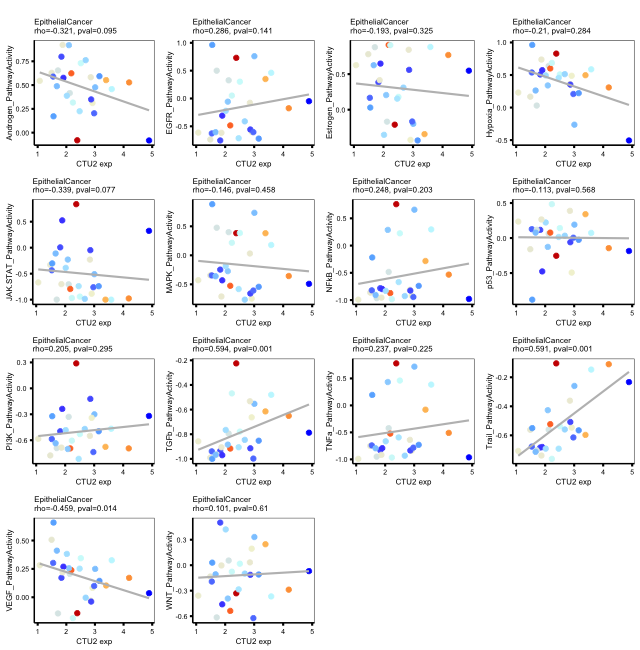 EpithelialCancer
rho=-0.321, pval=0.095
Androgen_PathwayActivity
0.75
0.50
0.25
0.00
1 2 3 4 5
CTU2 exp
EpithelialCancer
rho=0.286, pval=0.141
EGFR_PathwayActivity
1.0
0.5
0.0
-0.5
1 2 3 4 5
CTU2 exp
EpithelialCancer
rho=-0.193, pval=0.325
Estrogen_PathwayActivity
0.5
0.0
1 2 3 4 5
CTU2 exp
EpithelialCancer
rho=-0.21, pval=0.284
Hypoxia_PathwayActivity
1.0
0.5
0.0
-0.5
1 2 3 4 5
CTU2 exp
EpithelialCancer
rho=-0.339, pval=0.077
JAK-STAT_PathwayActivity
0.5
0.0
-0.5
-1.0
1 2 3 4 5
CTU2 exp
EpithelialCancer
rho=-0.146, pval=0.458
MAPK_PathwayActivity
0.5
0.0
-0.5
1 2 3 4 5
CTU2 exp
EpithelialCancer
rho=0.248, pval=0.203
NFkB_PathwayActivity
0.5
0.0
-0.5
-1.0
1 2 3 4 5
CTU2 exp
EpithelialCancer
rho=-0.113, pval=0.568
p53_PathwayActivity
0.5
0.0
-0.5
1 2 3 4 5
CTU2 exp
EpithelialCancer
rho=0.205, pval=0.295
PI3K_PathwayActivity
0.3
0.0
-0.3
-0.6
1 2 3 4 5
CTU2 exp
EpithelialCancer
rho=0.594, pval=0.001
TGFb_PathwayActivity
-0.2
-0.4
-0.6
-0.8
-1.0
1 2 3 4 5
CTU2 exp
EpithelialCancer
rho=0.237, pval=0.225
TNFa_PathwayActivity
0.5
0.0
-0.5
-1.0
1 2 3 4 5
CTU2 exp
EpithelialCancer
rho=0.591, pval=0.001
Trail_PathwayActivity
-0.2
-0.4
-0.6
1 2 3 4 5
CTU2 exp
EpithelialCancer
rho=-0.459, pval=0.014
VEGF_PathwayActivity
0.50
0.25
0.00
1 2 3 4 5
CTU2 exp
EpithelialCancer
rho=0.101, pval=0.61
WNT_PathwayActivity
0.3
0.0
-0.3
-0.6
1 2 3 4 5
CTU2 exp